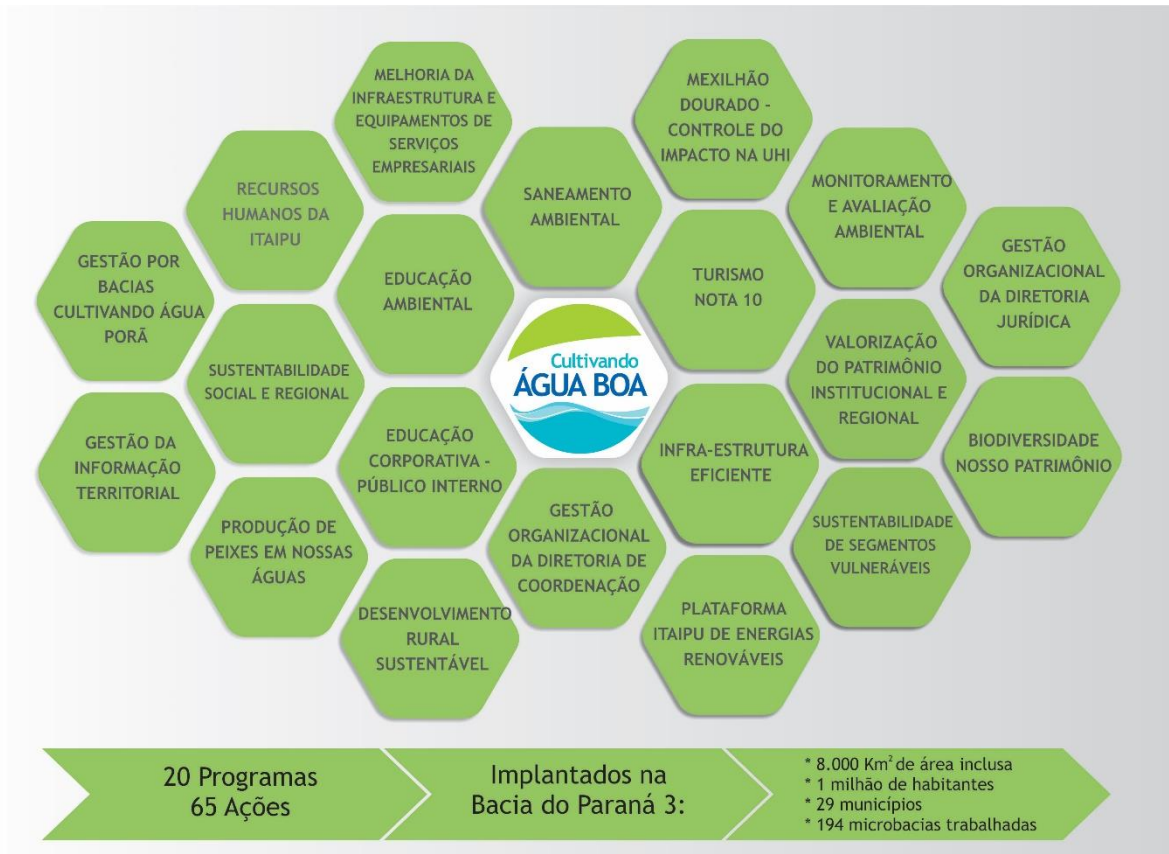 MELHORIA DA
INFRAESTRUTURA E
EQUIPAMENTOS DE
SERVIÇOS
EMPRESARIAIS
MEXILHÃO
DOURADO -
CONTROLE DO
IMPACTO NA UHI
RECURSOS
HUMANOS DA
ITAIPU
SANEAMENTO
AMBIENTAL
MONITORAMENTO
E AVALIAÇÃO
AMBIENTAL
GESTÃO POR
BACIAS
CULTIVANDO ÁGUA
PORÃ
EDUCAÇÃO
AMBIENTAL
TURISMO
NOTA 10
GESTÃO
ORGANIZACIONAL
DA DIRETORIA
JURÍDICA
SUSTENTABILIDADE
SOCIAL E REGIONAL
Cultivando
ÁGUA BOA
VALORIZAÇÃO
DO PATRIMÔNIO
INSTITUCIONAL E
REGIONAL
GESTÃO DA
INFORMAÇÃO
TERRITORIAL
EDUCAÇÃO
CORPORATIVA -
PÚBLICO INTERNO
INFRA-ESTRUTURA
EFICIENTE
BIODIVERSIDADE
NOSSO PATRIMÔNIO
PRODUÇÃO DE
PEIXES EM NOSSAS
ÁGUAS
GESTÃO
ORGANIZACIONAL
DA DIRETORIA DE
COORDENAÇÃO
SUSTENTABILIDADE
DE SEGMENTOS
VULNERÁVEIS
DESENVOLVIMENTO
RURAL
SUSTENTÁVEL
PLATAFORMA
ITAIPU DE ENERGIAS
RENOVÁVEIS
20 Programas
65 Ações
Implantados na
Bacia do Paraná 3:
* 8.000 Km² de área inclusa
* 1 milhão de habitantes
* 29 municípios
* 194 microbacias trabalhadas